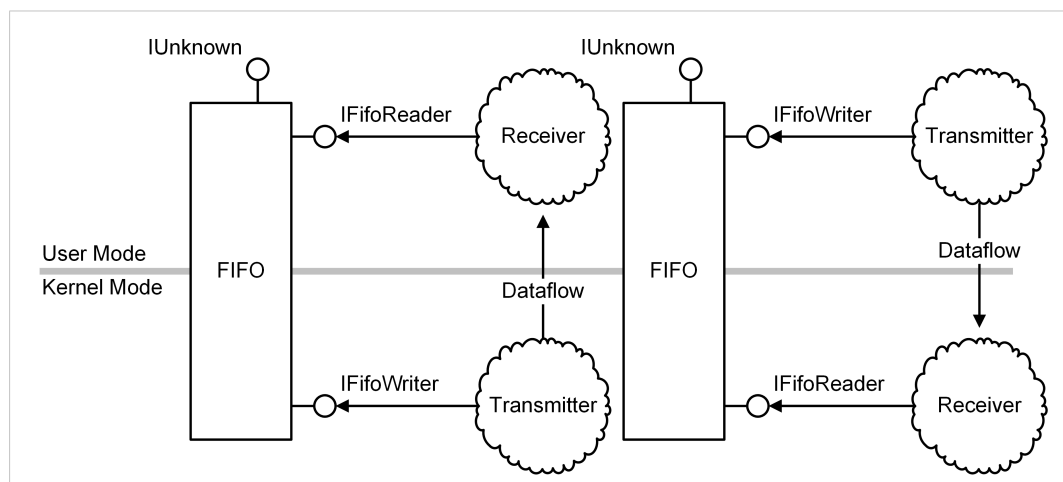 IUnknown
IUnknown
IFifoReader
Receiver
IFifoWriter
Transmitter
User Mode
Kernel Mode
FIFO
Dataflow
FIFO
Dataflow
IFifoWriter
Transmitter
IFifoReader
Receiver